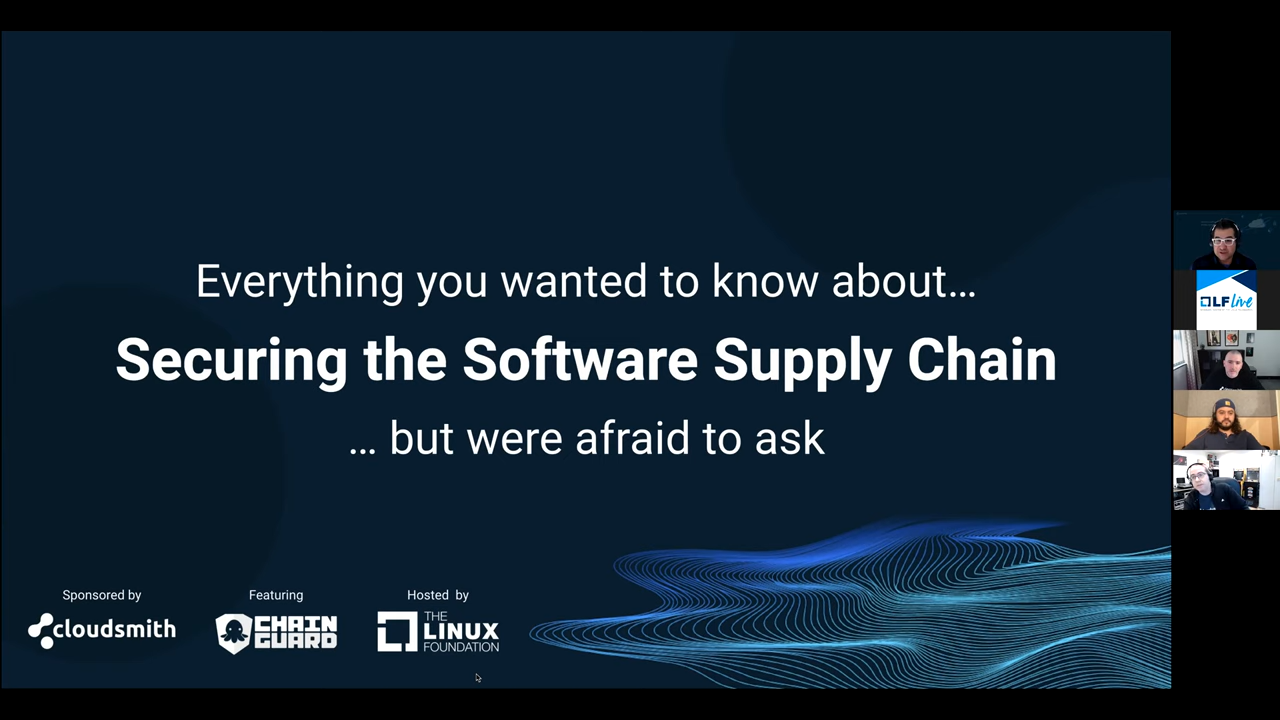 Everything you wanted to know about...
Securing the Software Supply Chain
... but were afraid to ask
Sponsored by
cloudsmith
Featuring
CHAIN
GUARD
Hosted by
THE
LINUX
FOUNDATION
LF Live